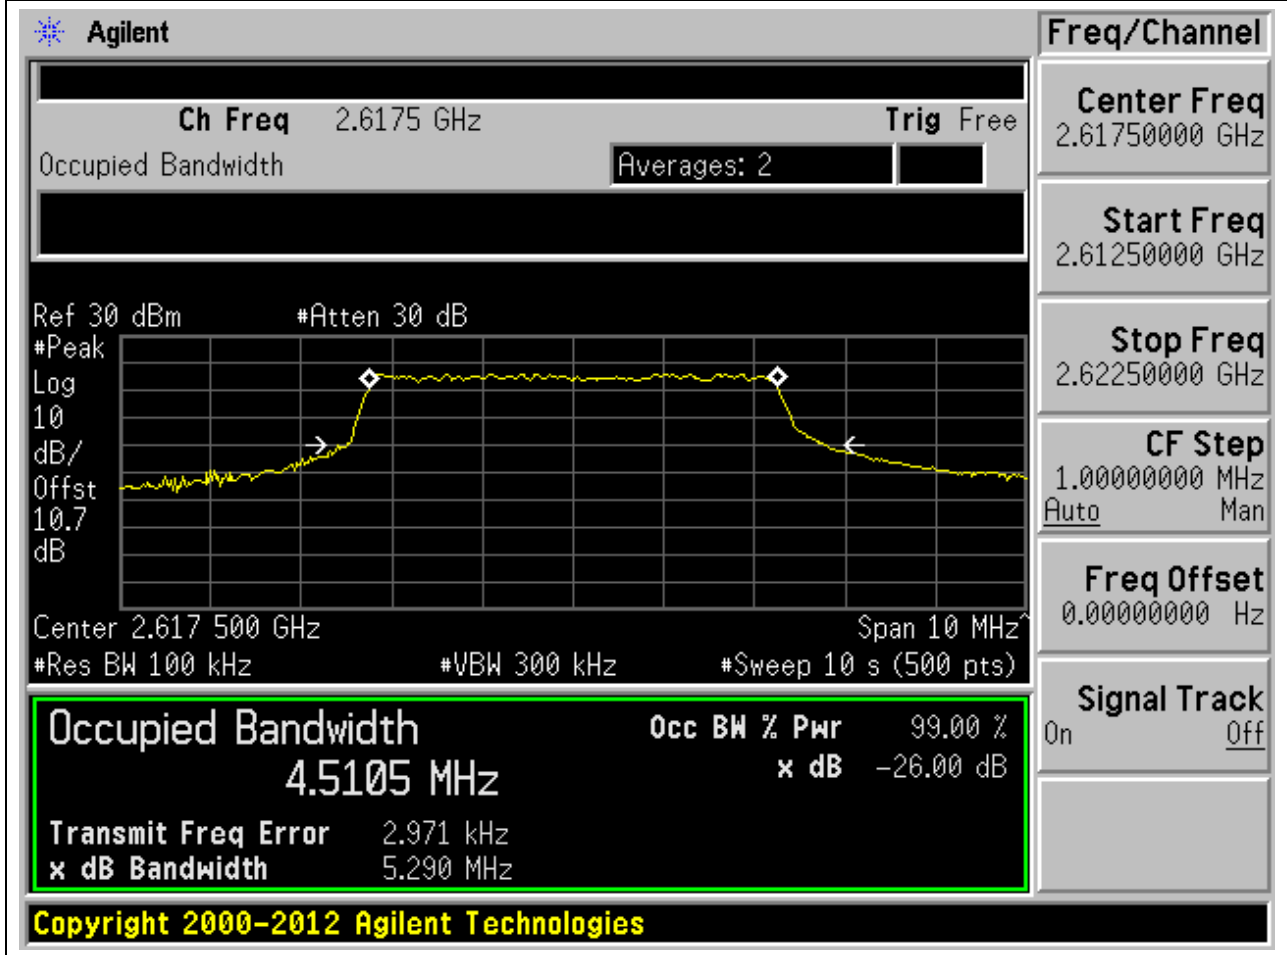 Agilent
Freq/Channel
Ch Freq 2.6175 GHz Trig Free
Occupied Bandwidth Averages: 2
Center Freq
2.61750000 GHz
Start Freq
2.61250000 GHz
Stop Freq
2.62250000 GHz
CF Step
1.00000000 MHz
Auto Man
Freq Offset
0.00000000 Hz
Signal Track
On Off
Ref 30 dBm #Atten 30 dB
#Peak
Log
10
dB/
Offst
10.7
dB
Center 2.617 500 GHz Span 10 MHz^
#Res BW 100 kHz #VBW 300 kHz #Sweep 10 s (500 pts)
Occupied Bandwidth Occ BW % Pwr 99.00 %
4.5105 MHz x dB -26.00 dB
Transmit Freq Error 2.971 kHz
x dB Bandwidth 5.290 MHz
Copyright 2000-2012 Agilent Technologies